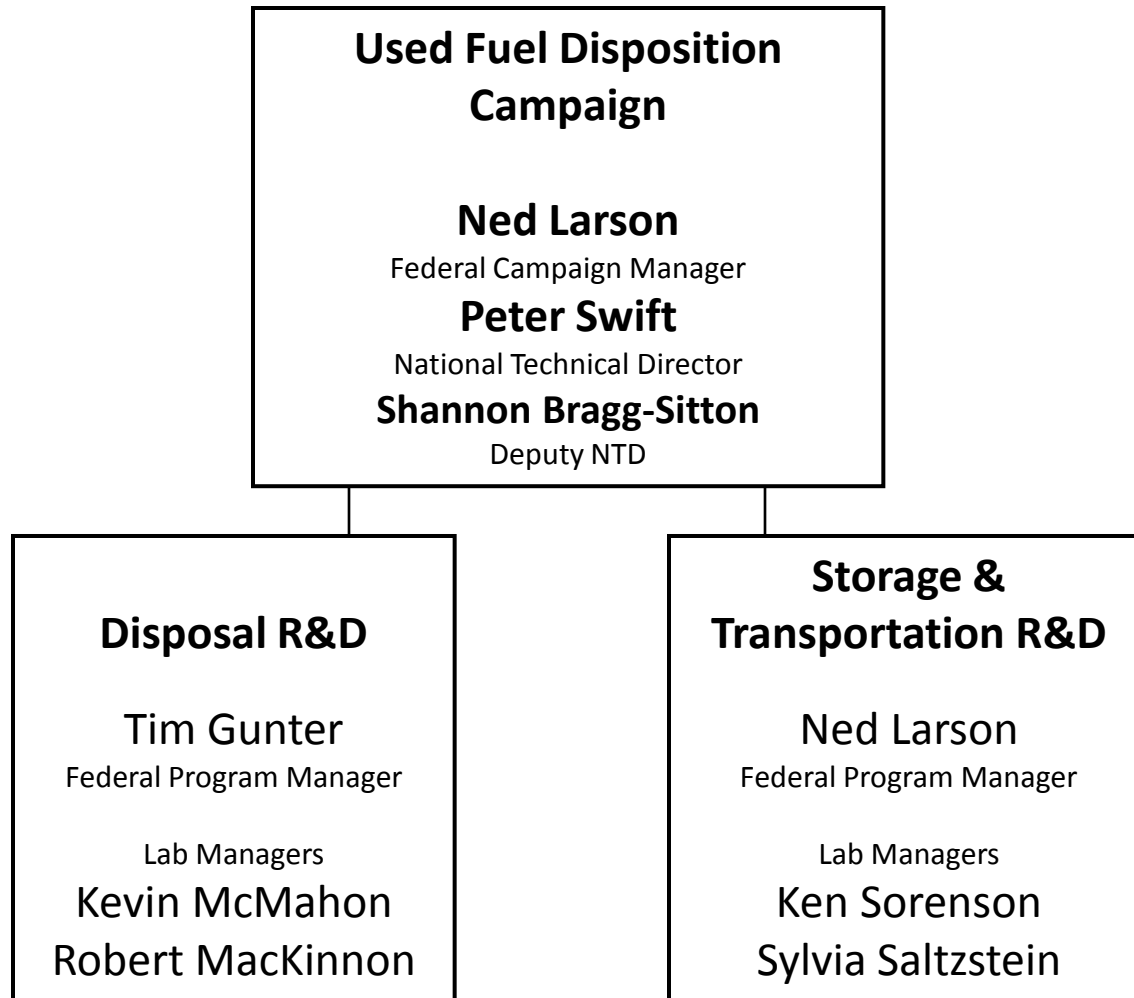 Used Fuel Disposition
Campaign
Ned Larson
Federal Campaign Manager
Peter Swift
National Technical Director
Shannon Bragg-Sitton
Deputy NTD
Disposal R&D
Tim Gunter
Federal Program Manager
Lab Managers
Kevin McMahon
Robert MacKinnon
Storage &
Transportation R&D
Ned Larson
Federal Program Manager
Lab Managers
Ken Sorenson
Sylvia Saltzstein